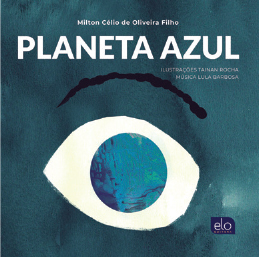 Milton Célio de Oliveira Filho
PLANETA AZUL
ILUSTRAÇÕES TAINAN ROCHA
MÚSICA LULA BARBOSA
elo